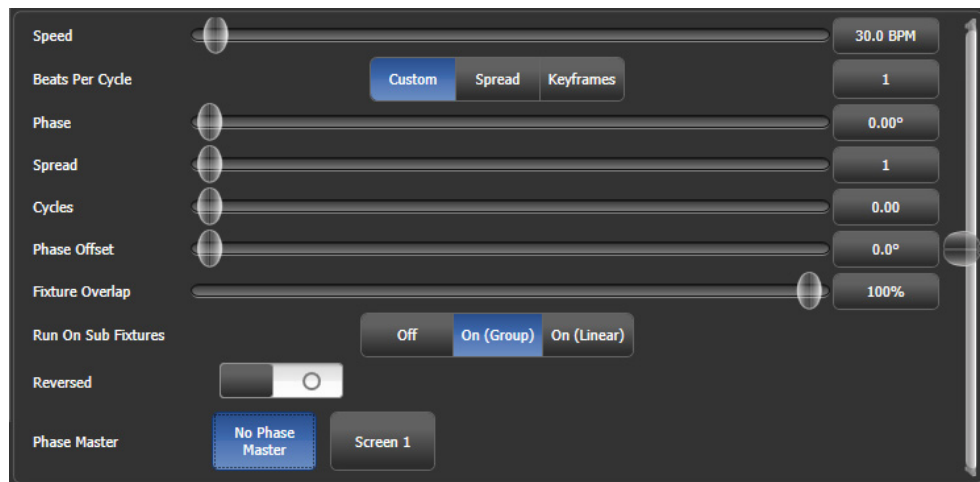 Speed 30.0 BPM
Beats Per Cycle Custom Spread Keyframes 1
Phase 0.00°
Spread 1
Cycles 0.00
Phase Offset 0.0°
Fixture Overlap 100%
Run On Sub Fixtures Off On (Group) On (Linear)
Reversed
Phase Master No Phase Master Screen 1